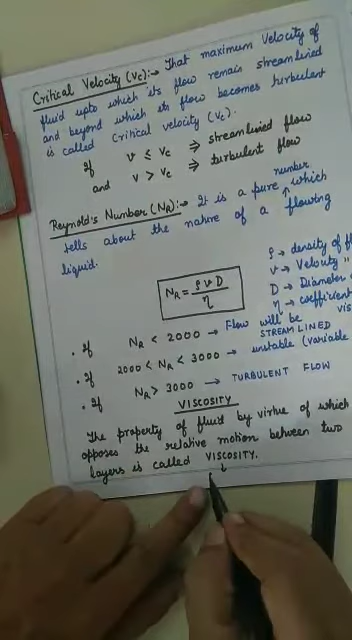 Critical Velocity (Vc):→ That maximum velocity of
fluid upto which its flow remain streamlined
and beyond which its flow becomes turbulent
is called critical velocity (vc).
If v ≤ vc ⇒ streamlined flow
and v > vc ⇒ turbulent flow
Reynold's Number (NR):→ It is a pure number which
tells about the nature of a flowing
liquid.
NR = ρ v D / η
ρ → density of
v → Velocity "
D → Diameter
η → coefficient
• If NR < 2000 → Flow will be STREAMLINED
• If 2000 < NR < 3000 → unstable (variable
• If NR > 3000 → TURBULENT FLOW
VISCOSITY
The property of fluid by virtue of which
opposes the relative motion between two
layers is called VISCOSITY.